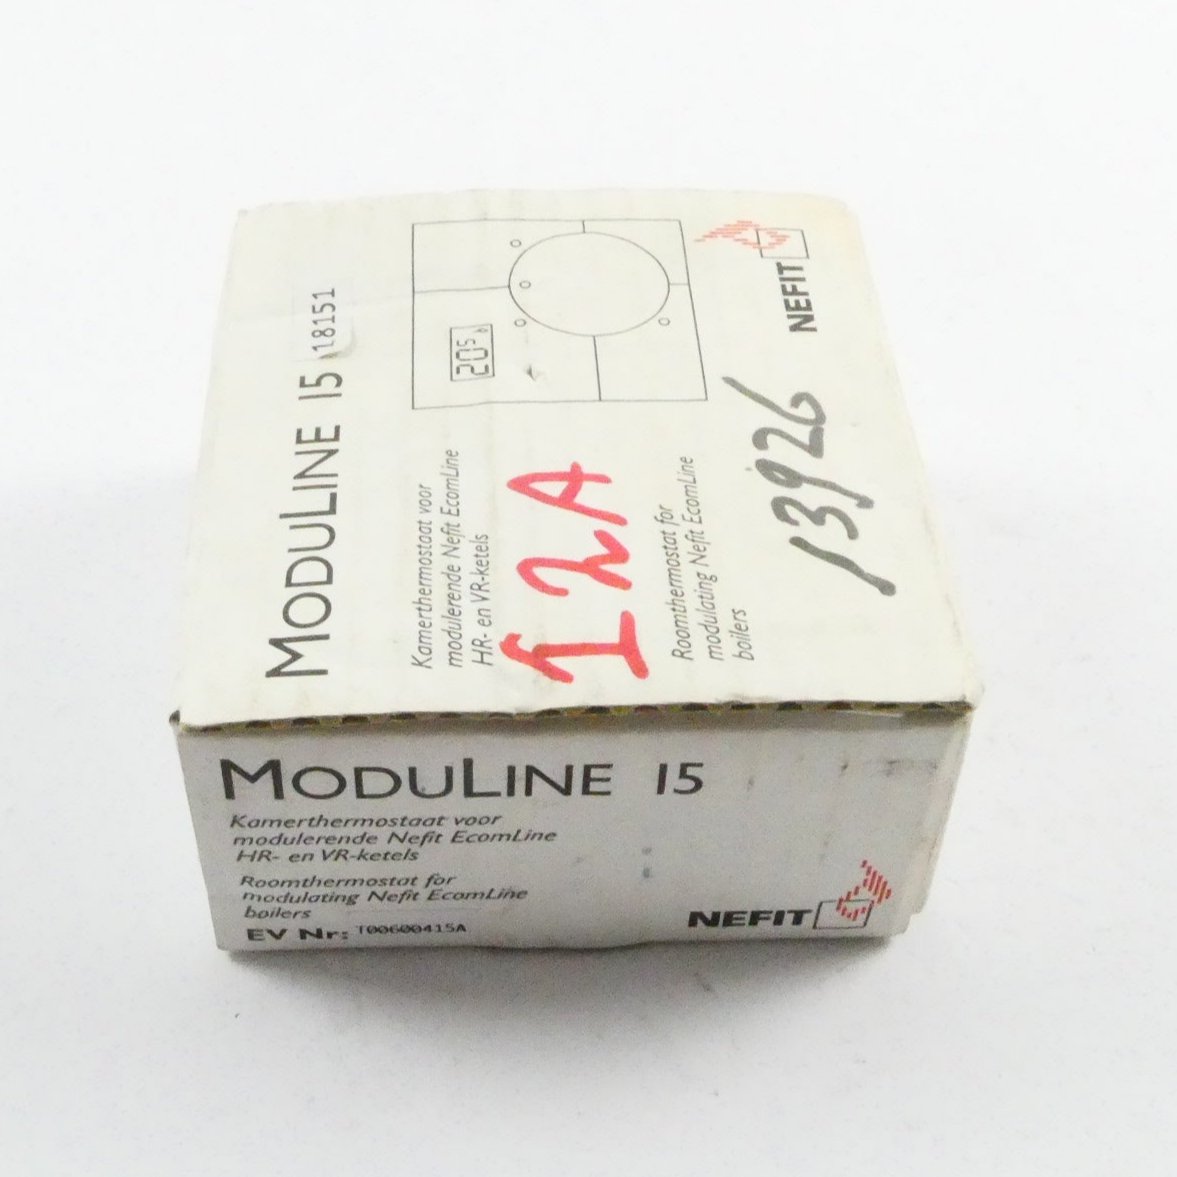 MODULINE 15 18151
20⁵
NEFIT
Kamerthermostaat voor
modulerende Nefit EcomLine
HR- en VR-ketels
12A
Roomthermostat for
modulating Nefit EcomLine
boilers
13926
MODULINE 15
Kamerthermostaat voor
modulerende Nefit EcomLine
HR- en VR-ketels
Roomthermostat for
modulating Nefit EcomLine
boilers
EV Nr: T00600415A
NEFIT